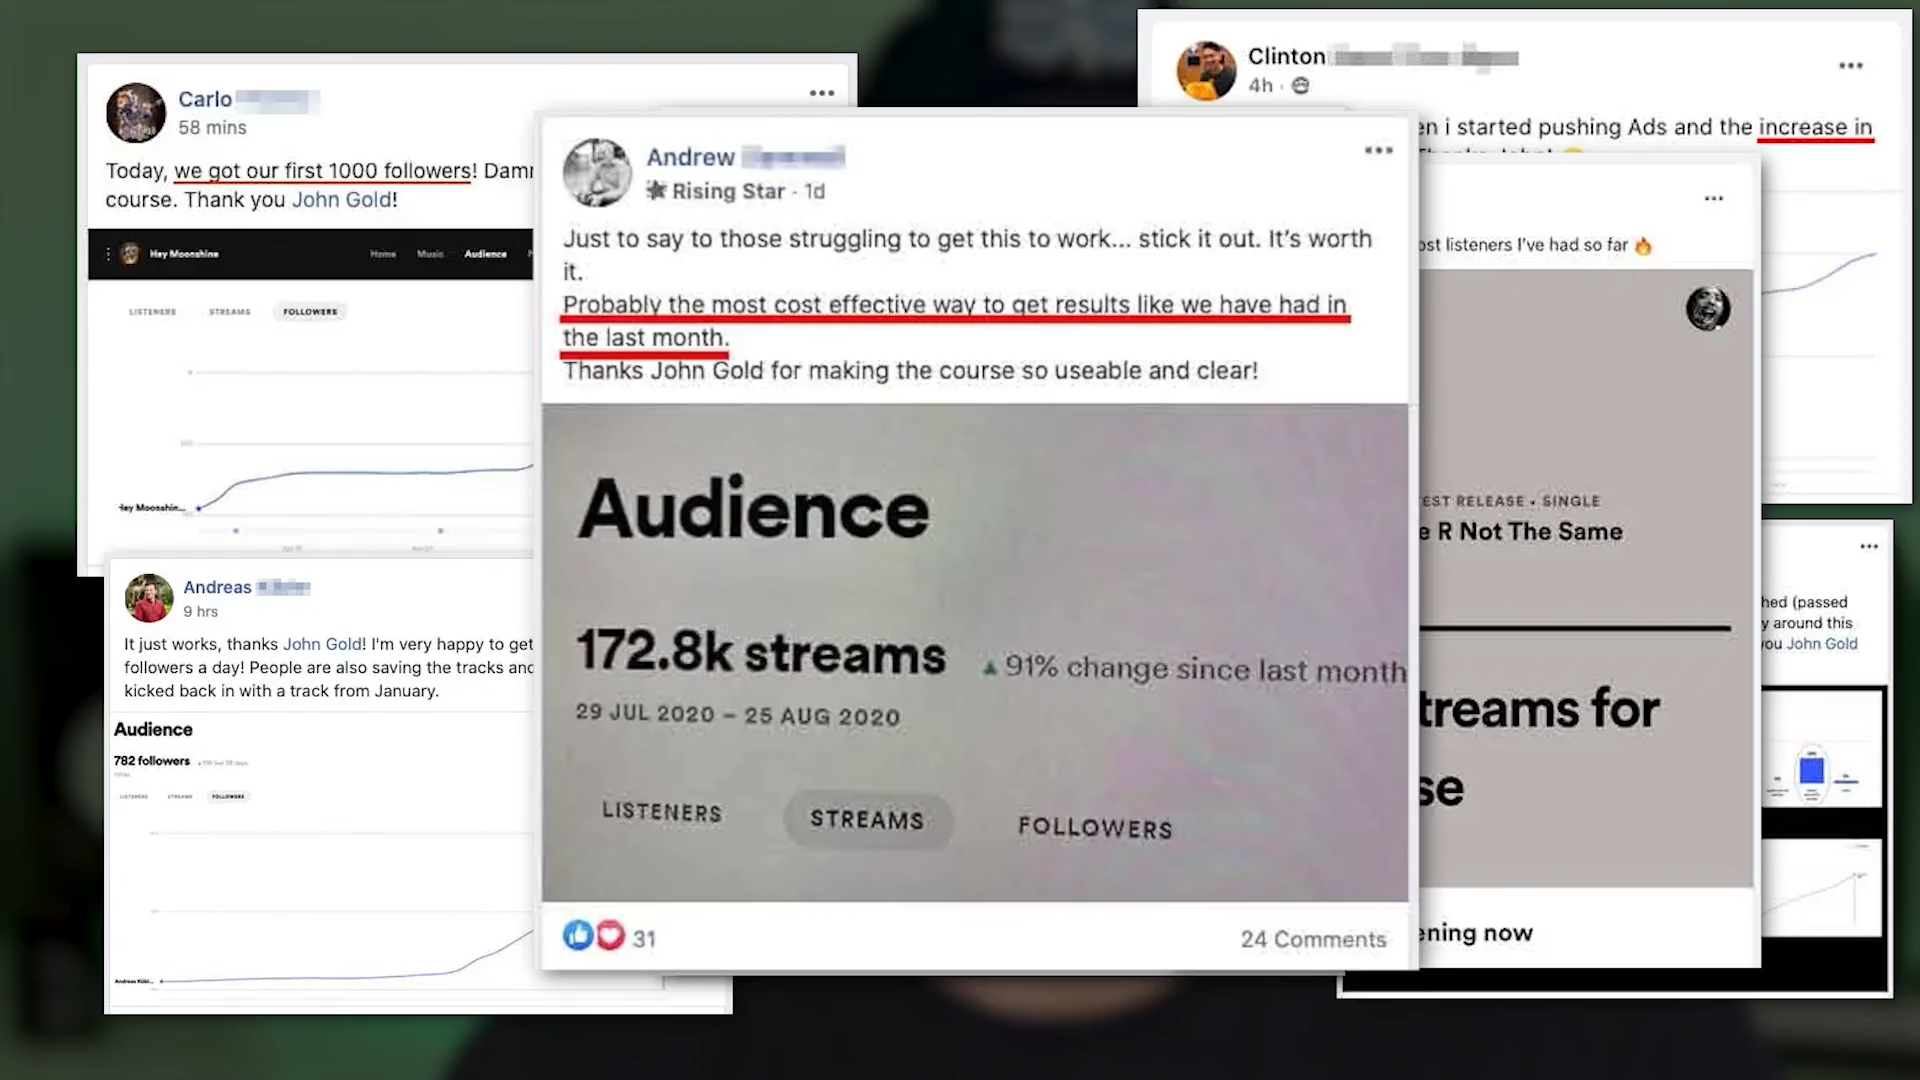 Carlo
58 mins
Today, we got our first 1000 followers! Damn
course. Thank you John Gold!
Hey Moonshine
Home Music Audience
LISTENERS STREAMS FOLLOWERS
Hey Moonshin...
Andreas
9 hrs
It just works, thanks John Gold! I'm very happy to get
followers a day! People are also saving the tracks and
kicked back in with a track from January.
Audience
782 followers
LISTENERS STREAMS FOLLOWERS
Andrew
Rising Star · 1d
Just to say to those struggling to get this to work... stick it out. It's worth
it.
Probably the most cost effective way to get results like we have had in
the last month.
Thanks John Gold for making the course so useable and clear!
Audience
172.8k streams
▲ 91% change since last month
29 JUL 2020 – 25 AUG 2020
LISTENERS
STREAMS
FOLLOWERS
31
24 Comments
Clinton
4h ·
en i started pushing Ads and the increase in
ost listeners I've had so far 🔥
EST RELEASE • SINGLE
e R Not The Same
treams for
se
ening now
hed (passed
y around this
you John Gold